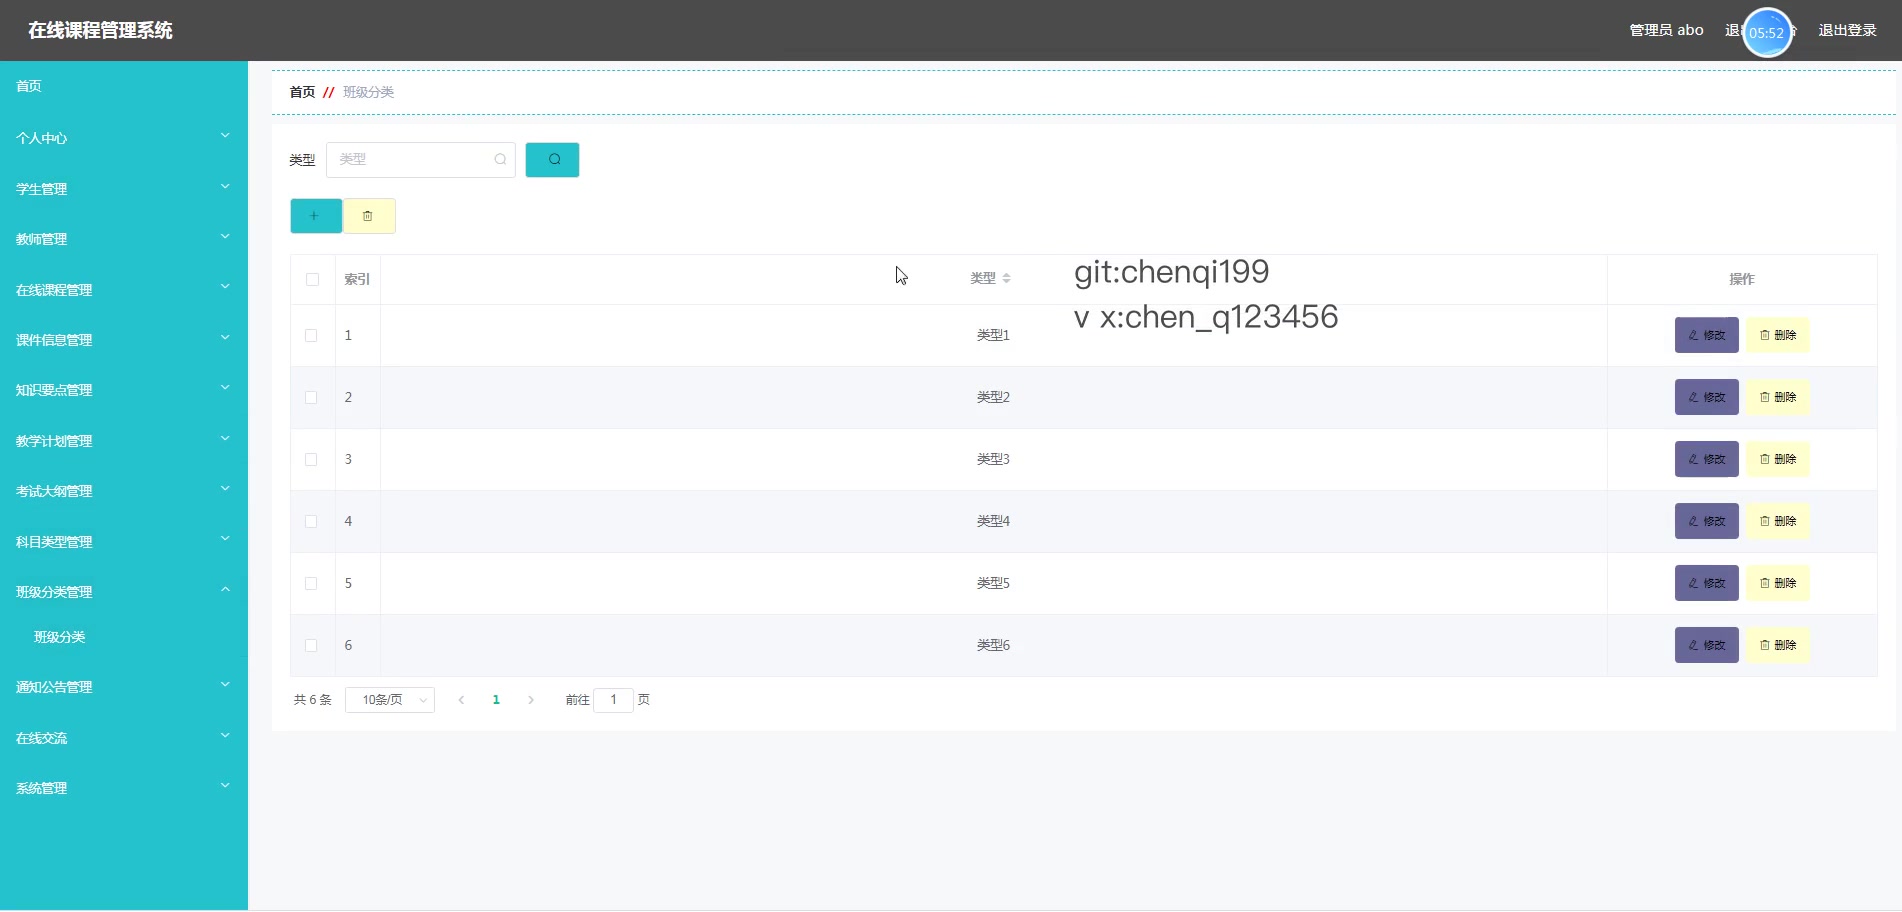 在线课程管理系统
管理员 abo
05:52
退出登录
首页
个人中心
学生管理
教师管理
在线课程管理
课件信息管理
知识要点管理
教学计划管理
考试大纲管理
科目类型管理
班级分类管理
班级分类
通知公告管理
在线交流
系统管理
首页 // 班级分类
类型 类型
索引 类型 操作
git:chenqi199
v x:chen_q123456
1 类型1 修改 删除
2 类型2 修改 删除
3 类型3 修改 删除
4 类型4 修改 删除
5 类型5 修改 删除
6 类型6 修改 删除
共 6 条 10条/页 1 前往 1 页